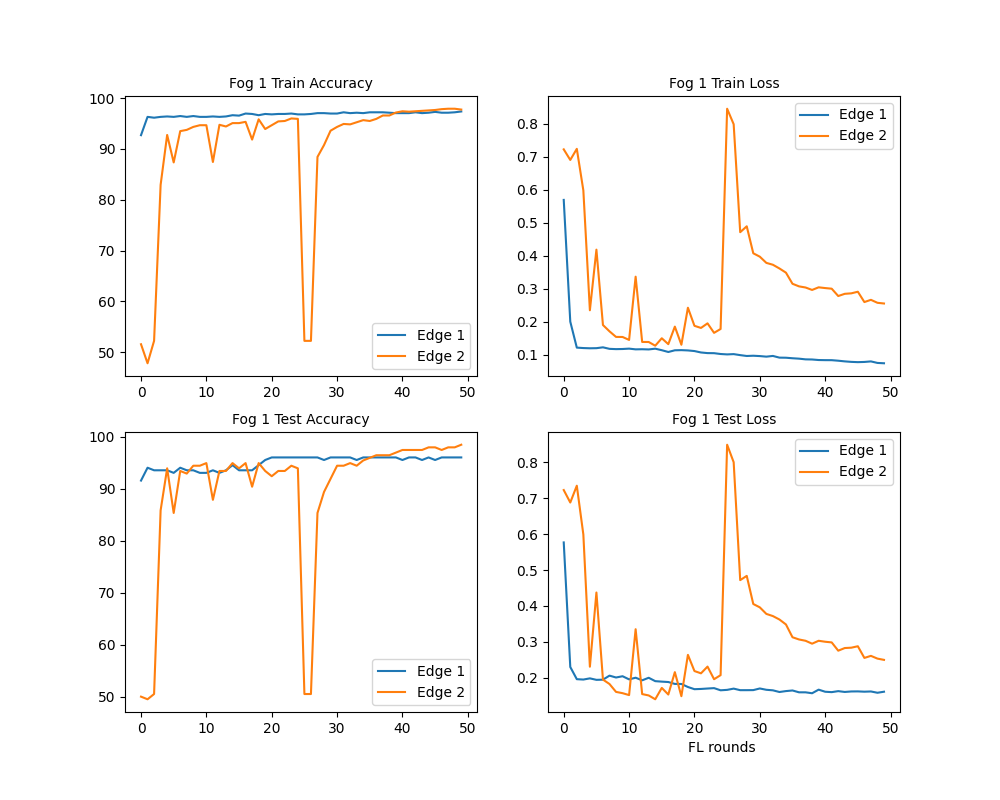 Fog 1 Train Accuracy
100
90
80
70
60
50
0 10 20 30 40 50
Edge 1
Edge 2
Fog 1 Train Loss
0.8
0.7
0.6
0.5
0.4
0.3
0.2
0.1
0 10 20 30 40 50
Edge 1
Edge 2
Fog 1 Test Accuracy
100
90
80
70
60
50
0 10 20 30 40 50
Edge 1
Edge 2
Fog 1 Test Loss
0.8
0.7
0.6
0.5
0.4
0.3
0.2
0 10 20 30 40 50
Edge 1
Edge 2
FL rounds